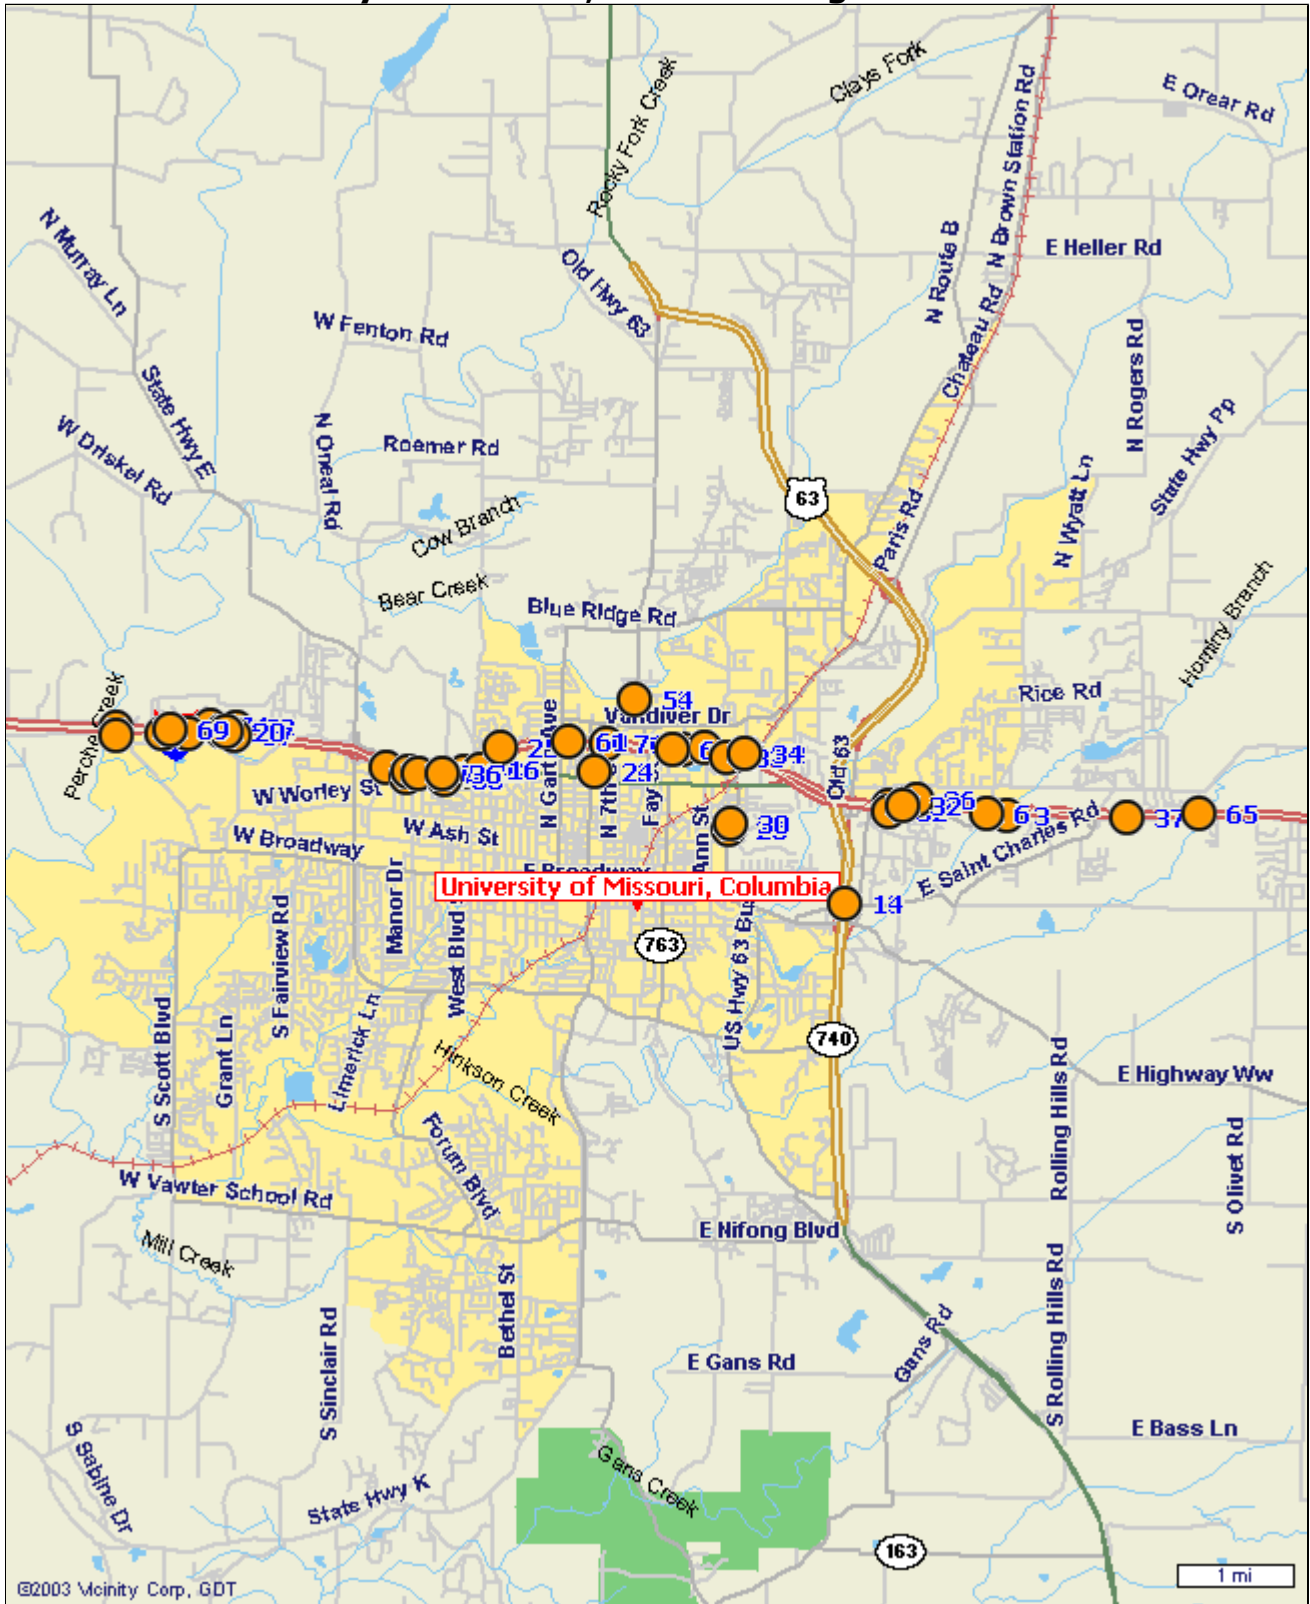 Clays Fork
E Orear Rd
Rocky Fork Creek
N Brown Station Rd
N Murray Ln
Old Hwy 63
N Route B
E Heller Rd
W Fenton Rd
Chateau Rd
N Rogers Rd
State Hwy E
W Driskel Rd
N Oneal Rd
Roemer Rd
State Hwy Pp
63
Cow Branch
Paris Rd
N Wyatt Ln
Bear Creek
Blue Ridge Rd
Hominy Branch
Perche Creek
Rice Rd
54
Vandiver Dr
69
20
61
34
16
36
24
N 7th
Old 63
W Worley St
W Ash St
W Broadway
30
Ann St
63
37
65
E Saint Charles Rd
E Broadway
University of Missouri, Columbia
14
763
S Fairview Rd
Manor Dr
West Blvd
US Hwy 63 Bu
S Scott Blvd
Grant Ln
Limerick Ln
Hinkson Creek
740
Rolling Hills Rd
E Highway Ww
Forum Blvd
S Olivet Rd
W Vawter School Rd
E Nifong Blvd
Mill Creek
Bethel St
S Sinclair Rd
E Gans Rd
Gans Rd
S Rolling Hills Rd
E Bass Ln
S Sabine Dr
Gans Creek
State Hwy K
163
©2003 Vicinity Corp, GDT
1 mi